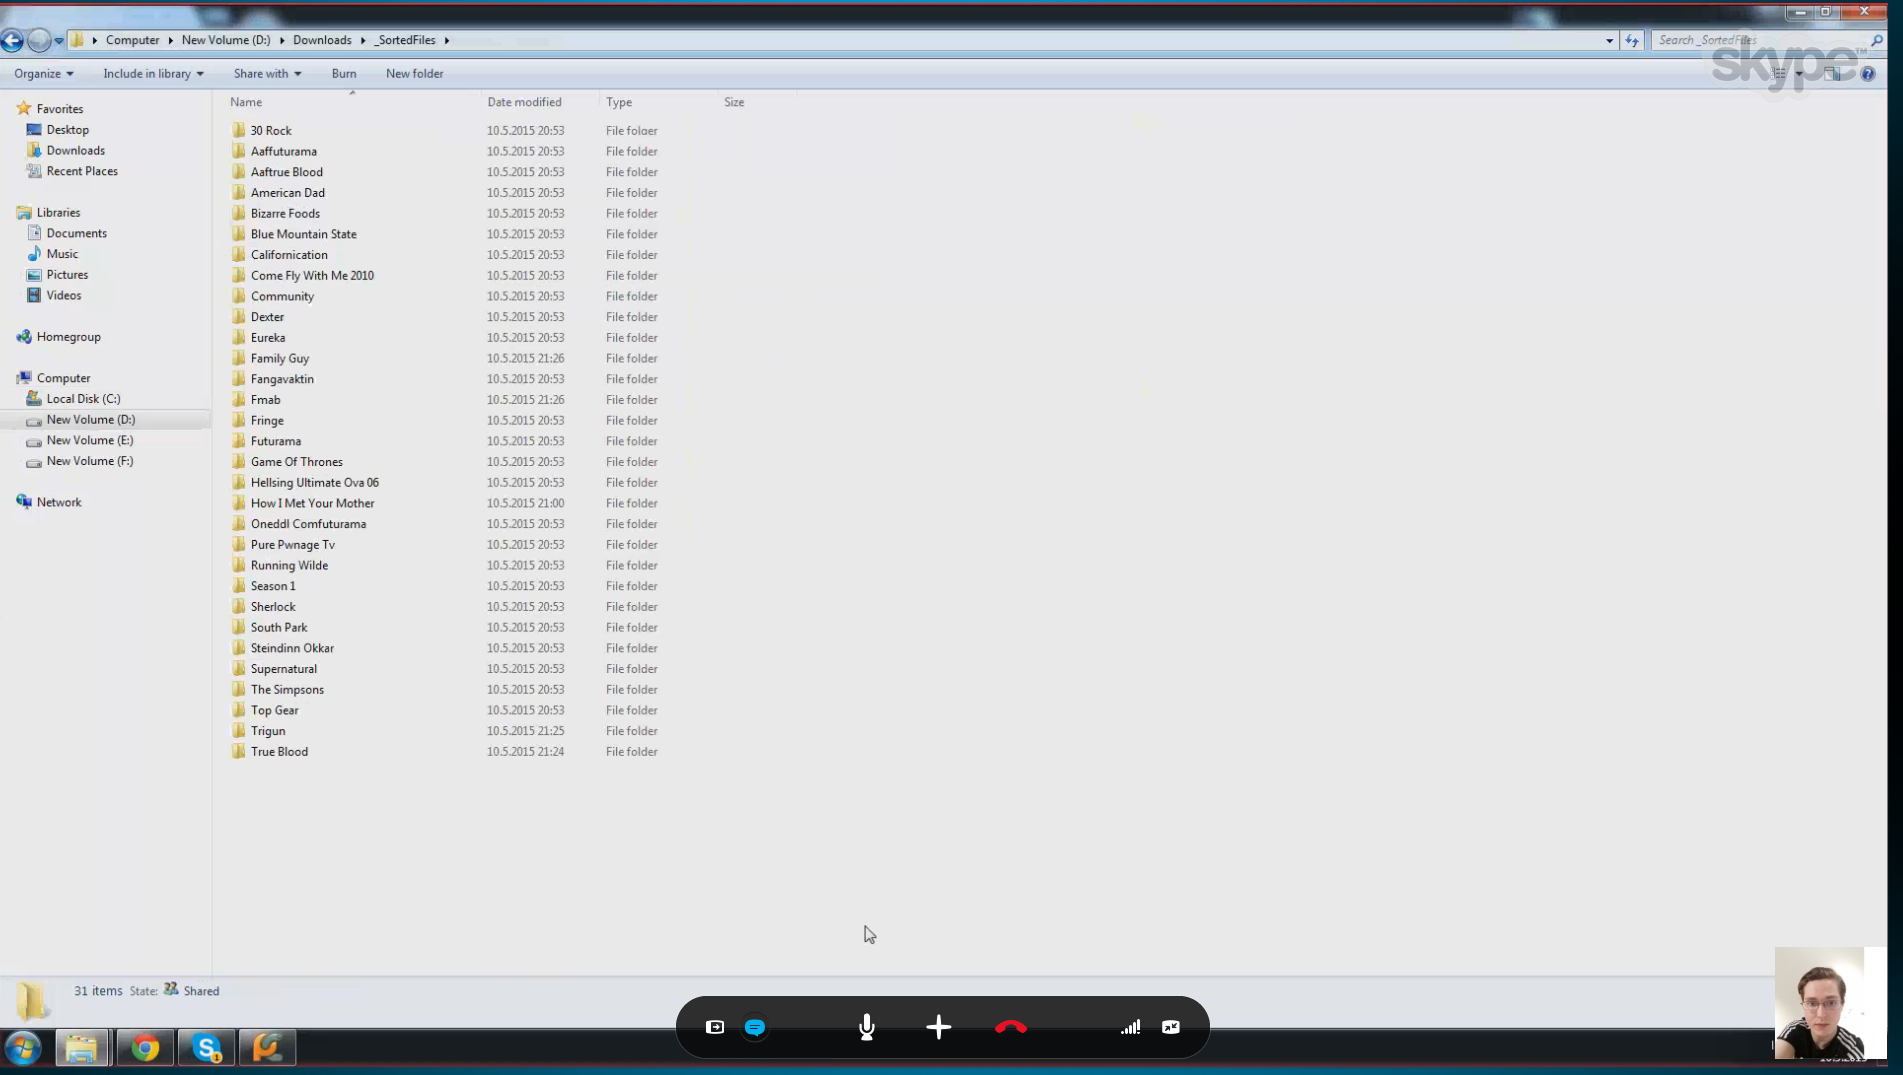 Computer New Volume (D:) Downloads _SortedFiles
Search _SortedFiles
skype™
Organize Include in library Share with Burn New folder
Name Date modified Type Size
Favorites
Desktop
Downloads
Recent Places
Libraries
Documents
Music
Pictures
Videos
Homegroup
Computer
Local Disk (C:)
New Volume (D:)
New Volume (E:)
New Volume (F:)
Network
30 Rock 10.5.2015 20:53 File folder
Aaffuturama 10.5.2015 20:53 File folder
Aaftrue Blood 10.5.2015 20:53 File folder
American Dad 10.5.2015 20:53 File folder
Bizarre Foods 10.5.2015 20:53 File folder
Blue Mountain State 10.5.2015 20:53 File folder
Californication 10.5.2015 20:53 File folder
Come Fly With Me 2010 10.5.2015 20:53 File folder
Community 10.5.2015 20:53 File folder
Dexter 10.5.2015 20:53 File folder
Eureka 10.5.2015 20:53 File folder
Family Guy 10.5.2015 21:26 File folder
Fangavaktin 10.5.2015 20:53 File folder
Fmab 10.5.2015 21:26 File folder
Fringe 10.5.2015 20:53 File folder
Futurama 10.5.2015 20:53 File folder
Game Of Thrones 10.5.2015 20:53 File folder
Hellsing Ultimate Ova 06 10.5.2015 20:53 File folder
How I Met Your Mother 10.5.2015 21:00 File folder
Oneddl Comfuturama 10.5.2015 20:53 File folder
Pure Pwnage Tv 10.5.2015 20:53 File folder
Running Wilde 10.5.2015 20:53 File folder
Season 1 10.5.2015 20:53 File folder
Sherlock 10.5.2015 20:53 File folder
South Park 10.5.2015 20:53 File folder
Steindinn Okkar 10.5.2015 20:53 File folder
Supernatural 10.5.2015 20:53 File folder
The Simpsons 10.5.2015 20:53 File folder
Top Gear 10.5.2015 20:53 File folder
Trigun 10.5.2015 21:25 File folder
True Blood 10.5.2015 21:24 File folder
31 items State: Shared